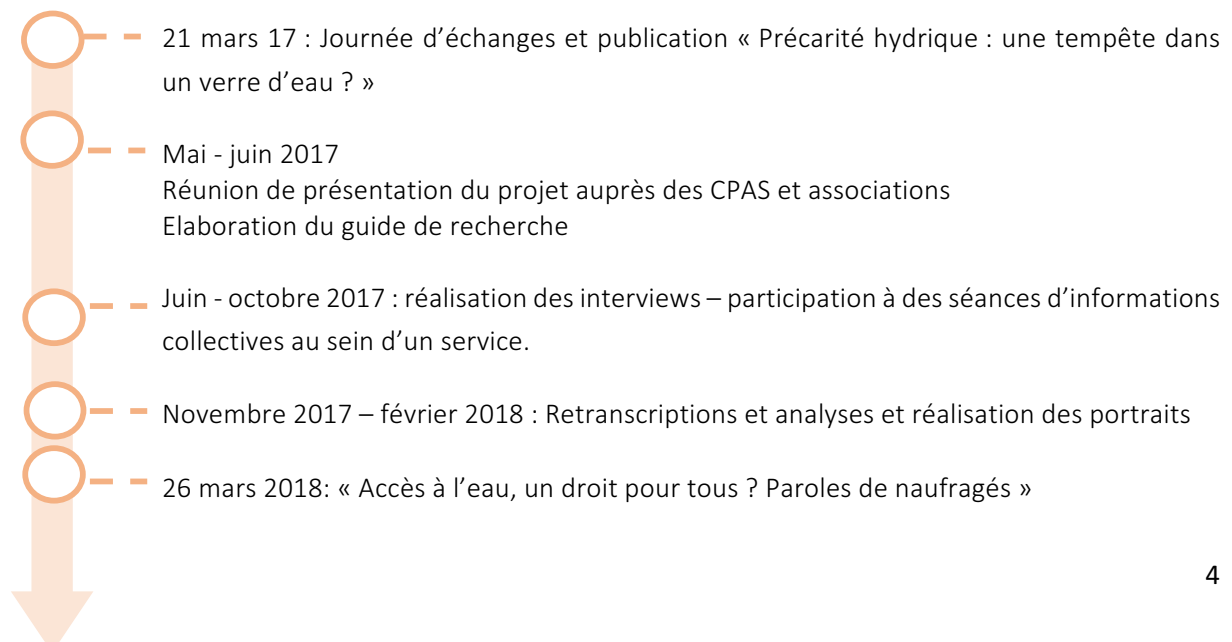 21 mars 17 : Journée d’échanges et publication « Précarité hydrique : une tempête dans
un verre d’eau ? »
Mai - juin 2017
Réunion de présentation du projet auprès des CPAS et associations
Elaboration du guide de recherche
Juin - octobre 2017 : réalisation des interviews – participation à des séances d’informations
collectives au sein d’un service.
Novembre 2017 – février 2018 : Retranscriptions et analyses et réalisation des portraits
26 mars 2018: « Accès à l’eau, un droit pour tous ? Paroles de naufragés »
4